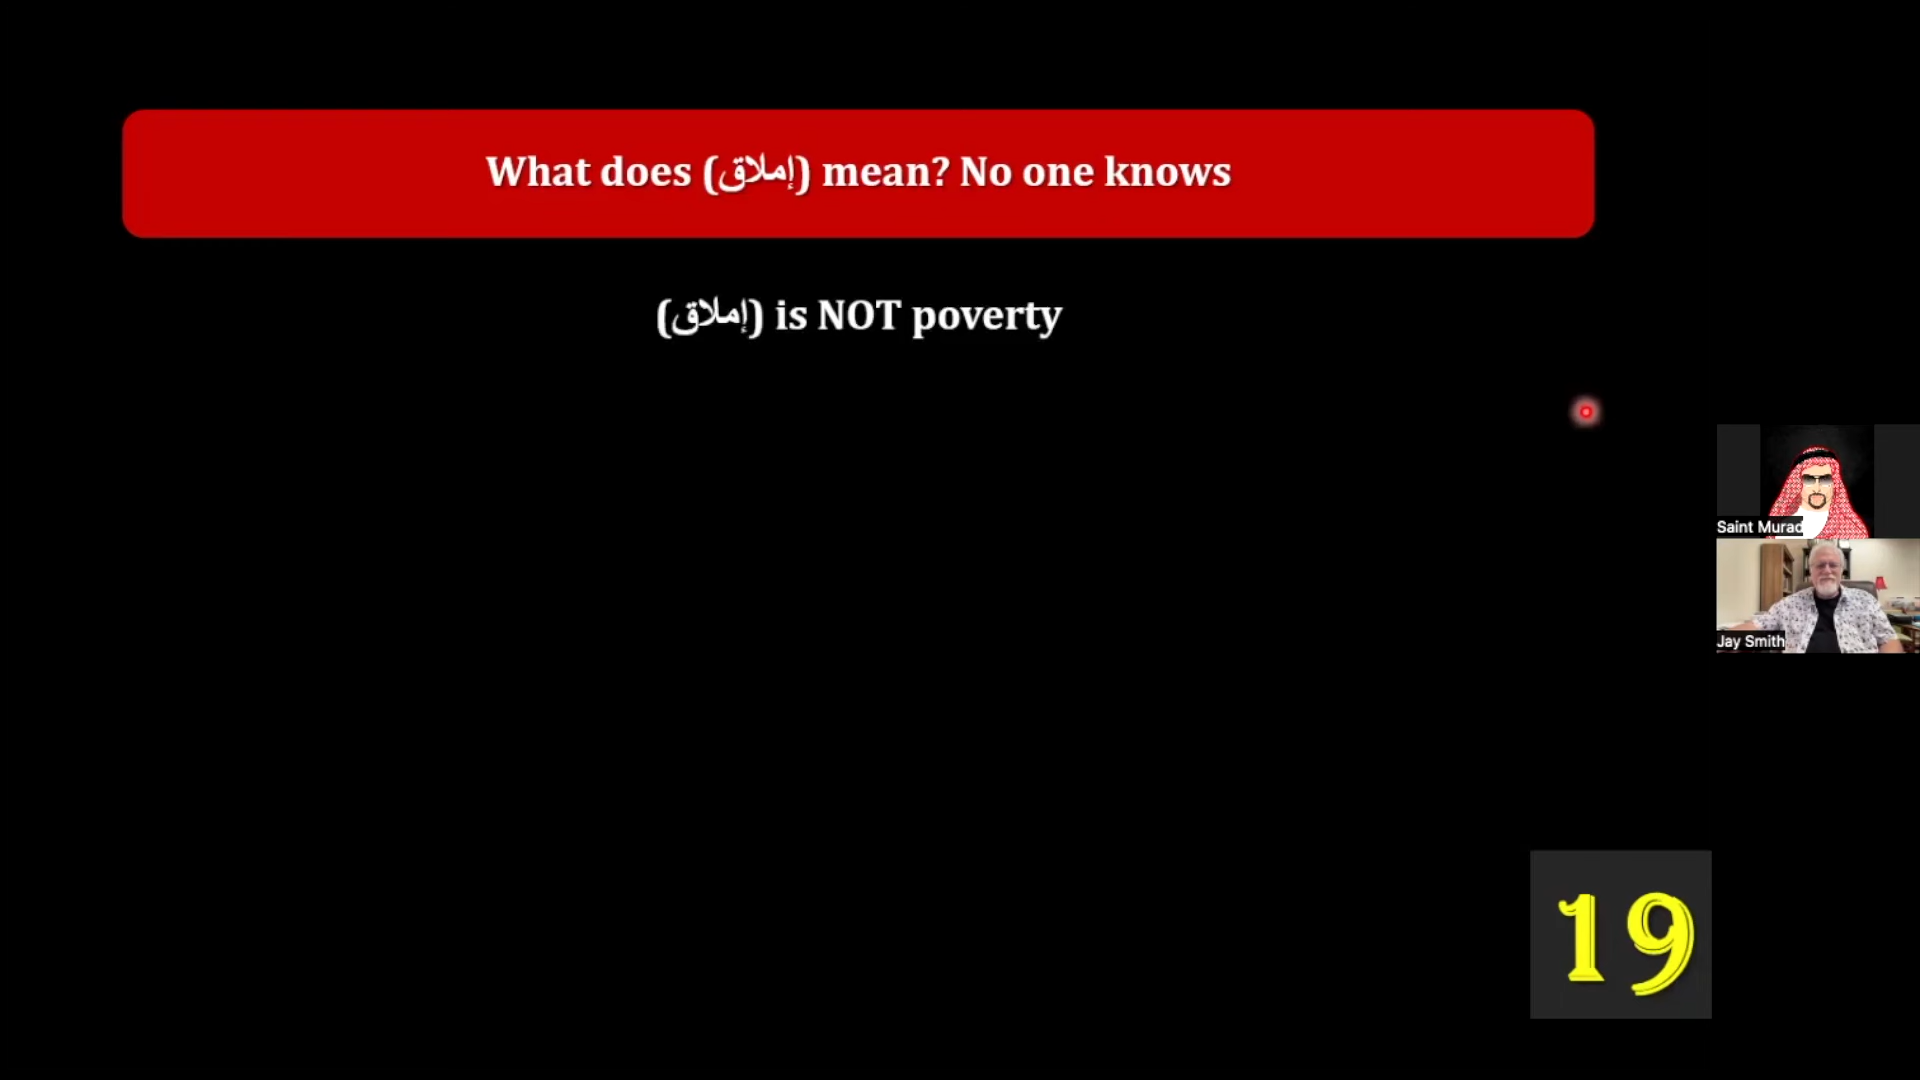 What does (إملاق) mean? No one knows
(إملاق) is NOT poverty
Saint Murad
Jay Smith
19